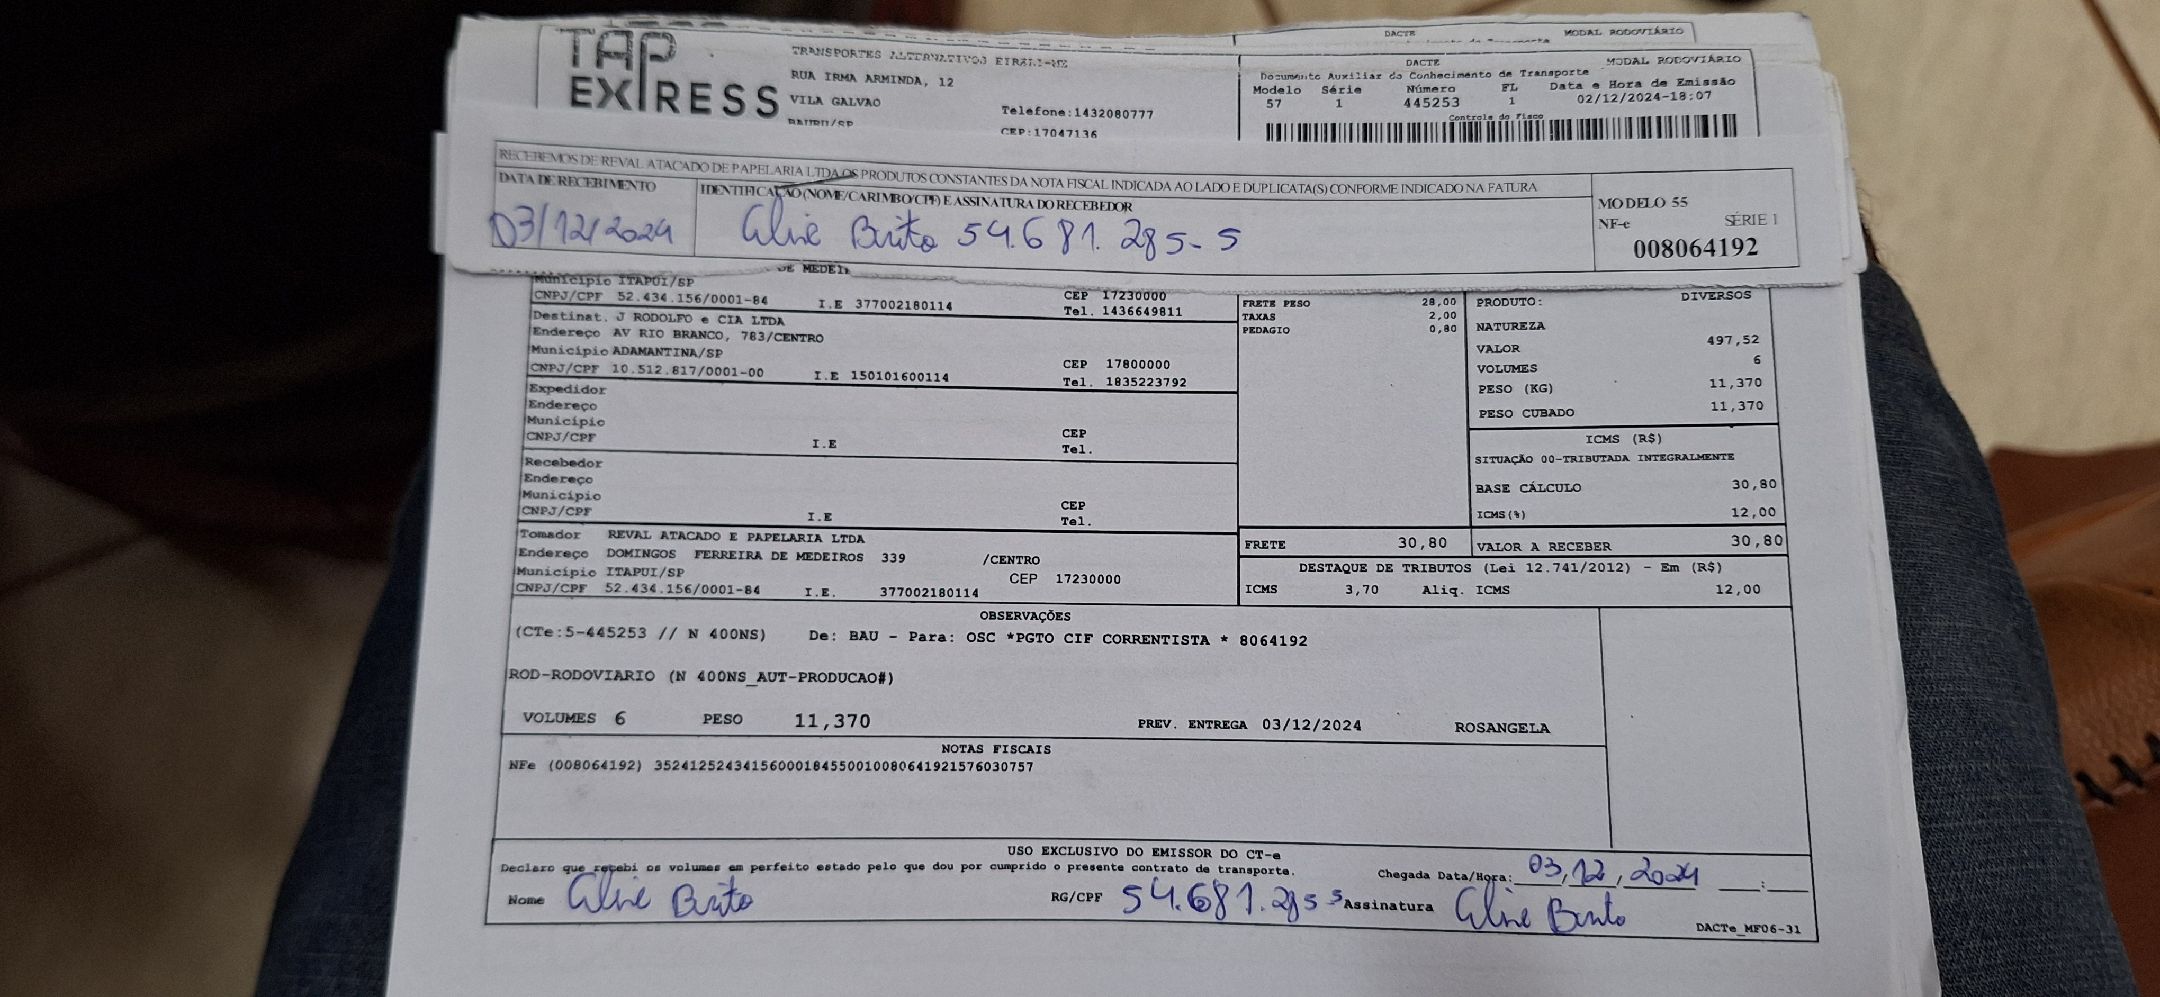 DACTE MODAL RODOVIÁRIO
TAP EXPRESS
TRANSPORTES ALTERNATIVOS
RUA IRMA ARMINDA, 12
VILA GALVAO
BAURU/SP
Telefone:1432080777
CEP:17047136
DACTE MODAL RODOVIÁRIO
Documento Auxiliar do Conhecimento de Transporte
Modelo Série Número FL Data e Hora de Emissão
57 1 445253 1 02/12/2024-18:07
Controle do Fisco
RECEBEMOS DE REVAL ATACADO DE PAPELARIA LTDA OS PRODUTOS CONSTANTES DA NOTA FISCAL INDICADA AO LADO E DUPLICATA(S) CONFORME INDICADO NA FATURA
DATA DE RECEBIMENTO
IDENTIFICAÇÃO (NOME/CARIMBO/CPF) E ASSINATURA DO RECEBEDOR
03/12/2024
Aline Brito 54.681.285-5
MODELO 55
NF-e SÉRIE 1
008064192
DE MEDEI
Município ITAPUI/SP
CNPJ/CPF 52.434.156/0001-84 I.E 377002180114
CEP 17230000
Tel. 1436649811
Destinat. J RODOLFO e CIA LTDA
Endereço AV RIO BRANCO, 783/CENTRO
Município ADAMANTINA/SP
CNPJ/CPF 10.512.817/0001-00 I.E 150101600114
CEP 17800000
Tel. 1835223792
Expedidor
Endereço
Município
CNPJ/CPF I.E
CEP
Tel.
Recebedor
Endereço
Município
CNPJ/CPF I.E
CEP
Tel.
Tomador REVAL ATACADO E PAPELARIA LTDA
Endereço DOMINGOS FERREIRA DE MEDEIROS 339 /CENTRO
Município ITAPUI/SP CEP 17230000
CNPJ/CPF 52.434.156/0001-84 I.E. 377002180114
FRETE PESO 28,00
TAXAS 2,00
PEDAGIO 0,80
PRODUTO: DIVERSOS
NATUREZA
VALOR 497,52
VOLUMES 6
PESO (KG) 11,370
PESO CUBADO 11,370
ICMS (R$)
SITUAÇÃO 00-TRIBUTADA INTEGRALMENTE
BASE CÁLCULO 30,80
ICMS(%) 12,00
FRETE 30,80 VALOR A RECEBER 30,80
DESTAQUE DE TRIBUTOS (Lei 12.741/2012) - Em (R$)
ICMS 3,70 Aliq. ICMS 12,00
OBSERVAÇÕES
(CTe:5-445253 // N 400NS) De: BAU - Para: OSC *PGTO CIF CORRENTISTA * 8064192
ROD-RODOVIARIO (N 400NS_AUT-PRODUCAO#)
VOLUMES 6 PESO 11,370 PREV. ENTREGA 03/12/2024 ROSANGELA
NOTAS FISCAIS
NFe (008064192) 35241252434156000184550010080641921576030757
USO EXCLUSIVO DO EMISSOR DO CT-e
Declaro que recebi os volumes em perfeito estado pelo que dou por cumprido o presente contrato de transporte.
Chegada Data/Hora: 03,12,2024 __:__
Nome Aline Brito RG/CPF 54.681.285 5 Assinatura Aline Brito
DACTe_MF06-31